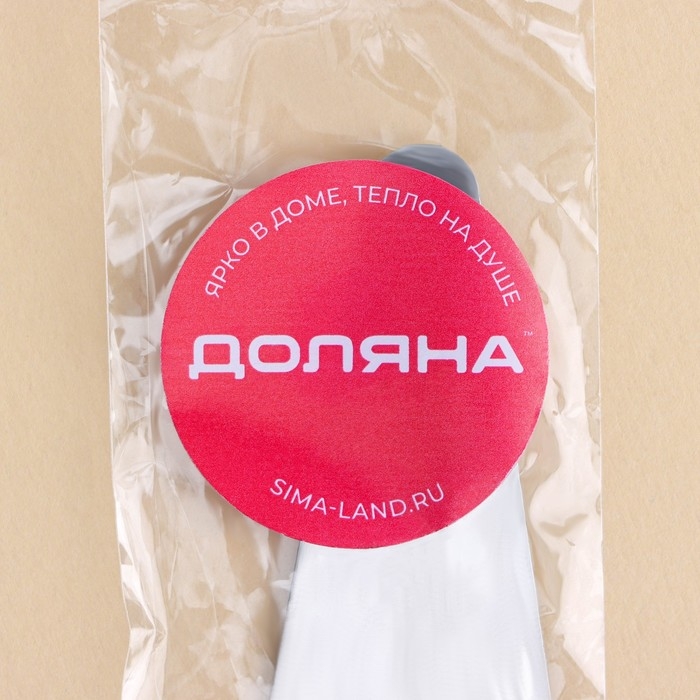 ЯРКО В ДОМЕ, ТЕПЛО НА ДУШЕ
ДОЛЯНА™
SIMA-LAND.RU